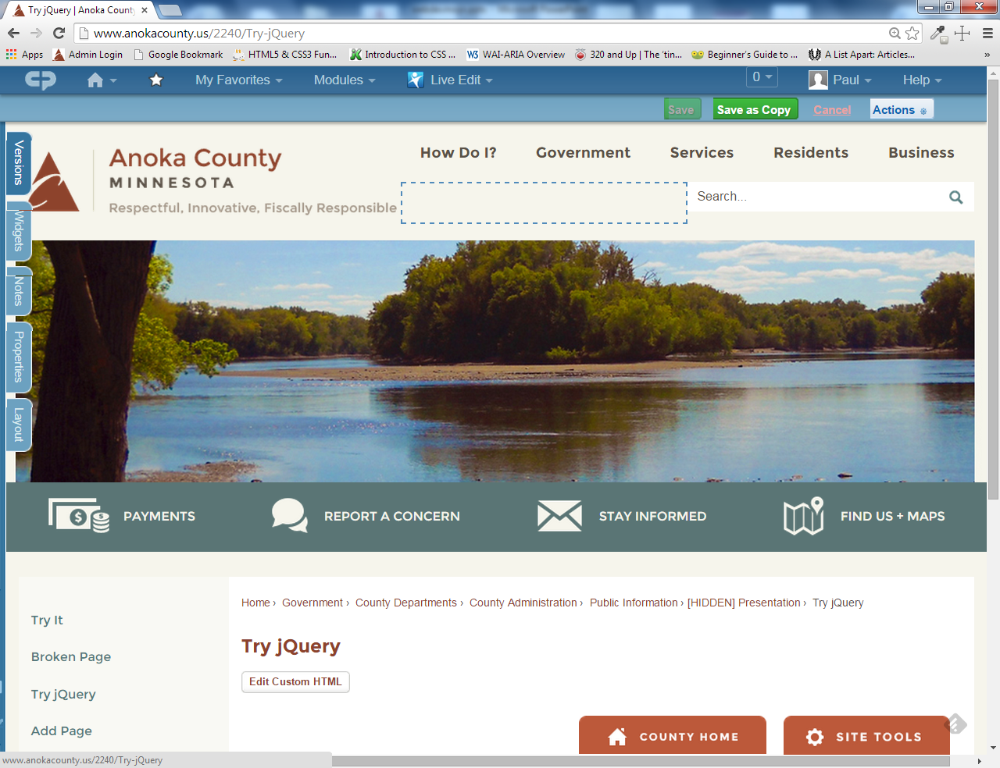 Try jQuery | Anoka County
www.anokacounty.us/2240/Try-jQuery
Apps Admin Login Google Bookmark HTML5 & CSS3 Fun... Introduction to CSS ... WAI-ARIA Overview 320 and Up | The 'tin... Beginner's Guide to ... A List Apart: Articles... »
CP My Favorites Modules Live Edit 0 Paul Help
Save Save as Copy Cancel Actions
Versions
Widgets
Notes
Properties
Layout
Anoka County
MINNESOTA
Respectful, Innovative, Fiscally Responsible
How Do I? Government Services Residents Business
Search...
PAYMENTS REPORT A CONCERN STAY INFORMED FIND US + MAPS
Try It
Broken Page
Try jQuery
Add Page
Home › Government › County Departments › County Administration › Public Information › [HIDDEN] Presentation › Try jQuery
Try jQuery
Edit Custom HTML
COUNTY HOME SITE TOOLS
www.anokacounty.us/2240/Try-jQuery